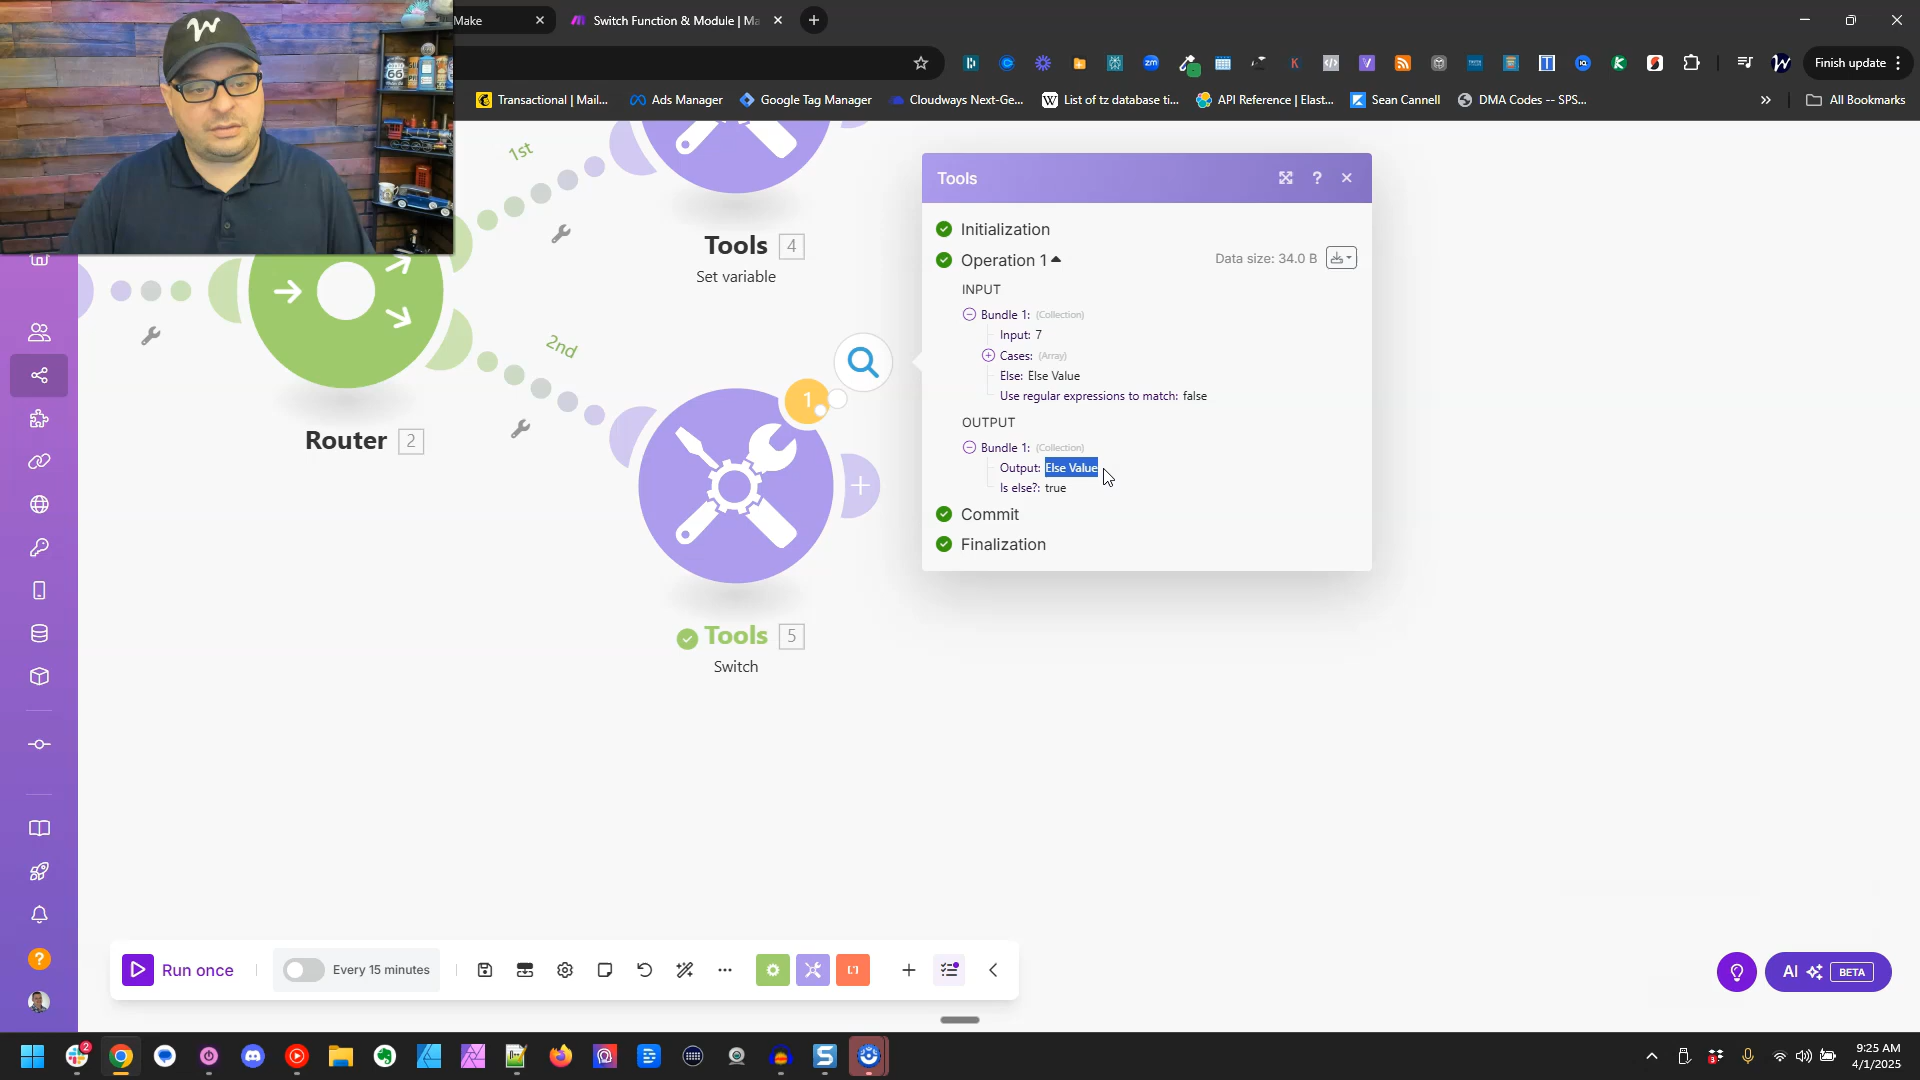 Make
Switch Function & Module | Ma
Finish update
Transactional | Mail...
Ads Manager
Google Tag Manager
Cloudways Next-Ge...
List of tz database ti...
API Reference | Elast...
Sean Cannell
DMA Codes -- SPS...
All Bookmarks
1st
Tools 4
Set variable
2nd
Router 2
1
Tools 5
Switch
Tools
Initialization
Operation 1
Data size: 34.0 B
INPUT
Bundle 1: (Collection)
Input: 7
Cases: (Array)
Else: Else Value
Use regular expressions to match: false
OUTPUT
Bundle 1: (Collection)
Output: Else Value
Is else?: true
Commit
Finalization
Run once
Every 15 minutes
AI BETA
9:25 AM
4/1/2025